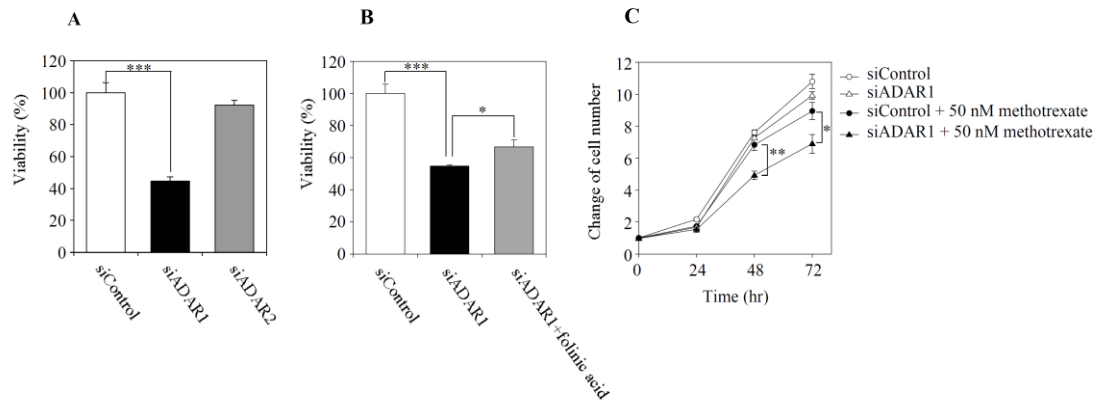 A
Viability (%)
120
100
80
60
40
20
0
***
siControl
siADAR1
siADAR2
B
Viability (%)
120
100
80
60
40
20
0
***
*
siControl
siADAR1
siADAR1+folinic acid
C
Change of cell number
12
10
8
6
4
2
0
**
*
0 24 48 72
Time (hr)
siControl
siADAR1
siControl + 50 nM methotrexate
siADAR1 + 50 nM methotrexate